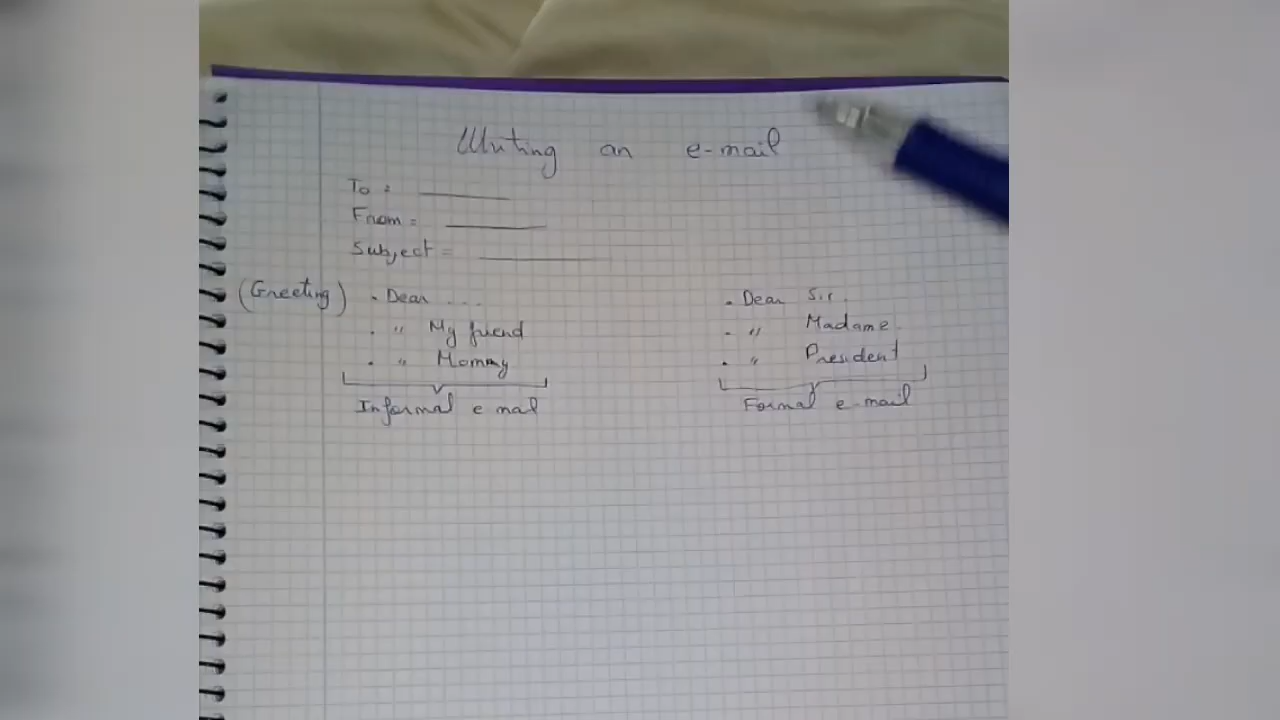 Writing an e-mail
To :
From :
Subject :
(Greeting) . Dear ... . Dear Sir.
. " My friend . " Madame.
. " Mommy . " President
Informal e mail Formal e-mail